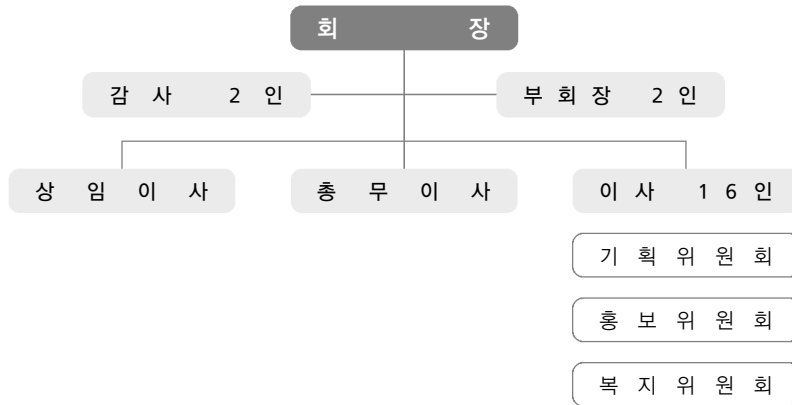 회 장
감 사 2 인
부 회 장 2 인
상 임 이 사
총 무 이 사
이 사 1 6 인
기 획 위 원 회
홍 보 위 원 회
복 지 위 원 회